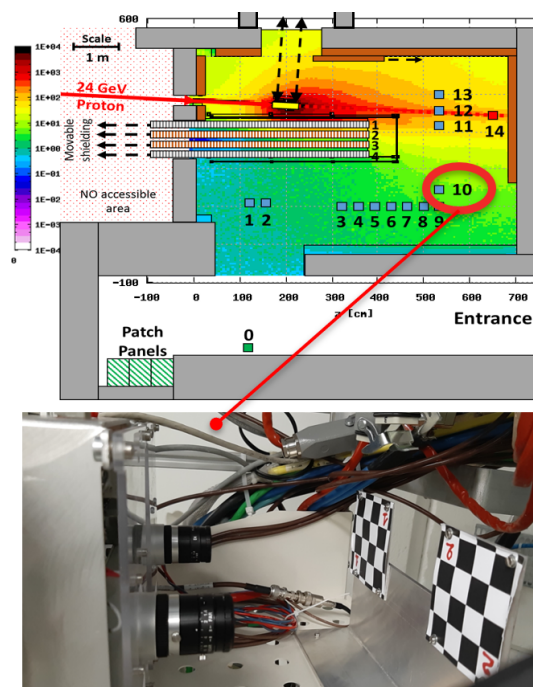 600
1E+04
1E+04
1E+03
1E+02
1E+01
1E+00
1E-01
1E-02
1E-03
1E-04
0
Scale
1 m
24 GeV
Proton
Movable
shielding
NO accessible
area
1
2
3
4
13
12
11
14
10
1 2 3 4 5 6 7 8 9
-100
-100 0 100 200 300 400 500 600 700
z [cm]
Entrance
0
Patch
Panels